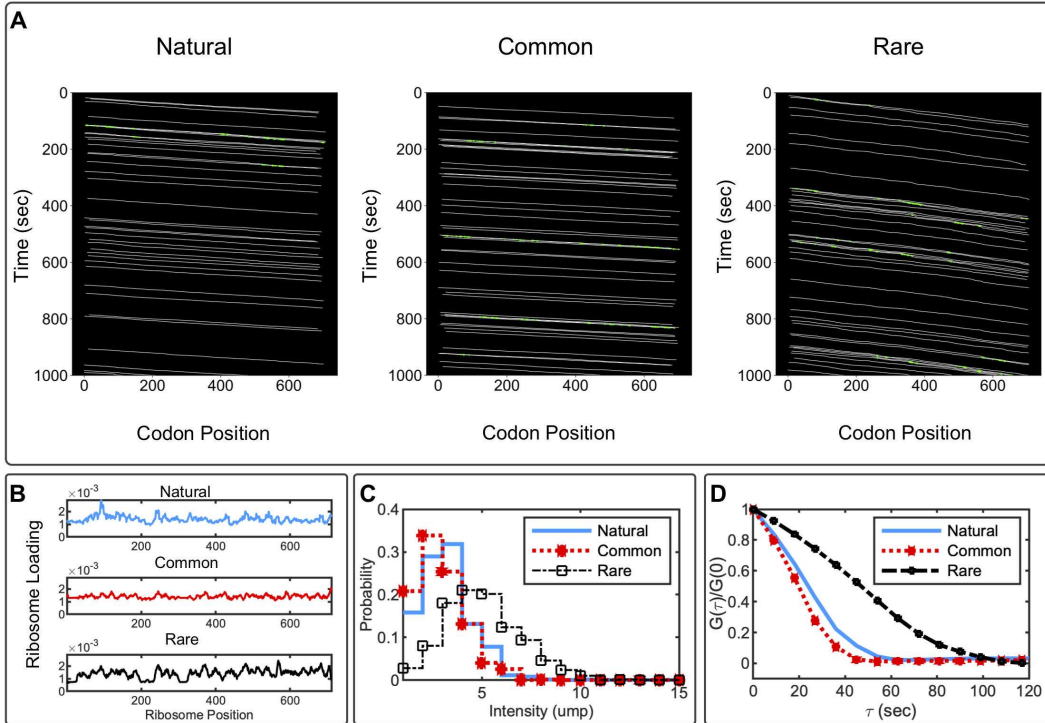 A
Natural
Common
Rare
Time (sec)
0
200
400
600
800
1000
0 200 400 600
Codon Position
Time (sec)
0
200
400
600
800
1000
0 200 400 600
Codon Position
Time (sec)
0
200
400
600
800
1000
0 200 400 600
Codon Position
B
Ribosome Loading
×10⁻³
Natural
2
1
0
200 400 600
×10⁻³
Common
2
1
0
200 400 600
×10⁻³
Rare
2
1
0
200 400 600
Ribosome Position
C
Probability
0.4
0.3
0.2
0.1
0
5 10 15
Intensity (ump)
Natural
Common
Rare
D
G(τ)/G(0)
1
0.8
0.6
0.4
0.2
0
0 20 40 60 80 100 120
τ (sec)
Natural
Common
Rare